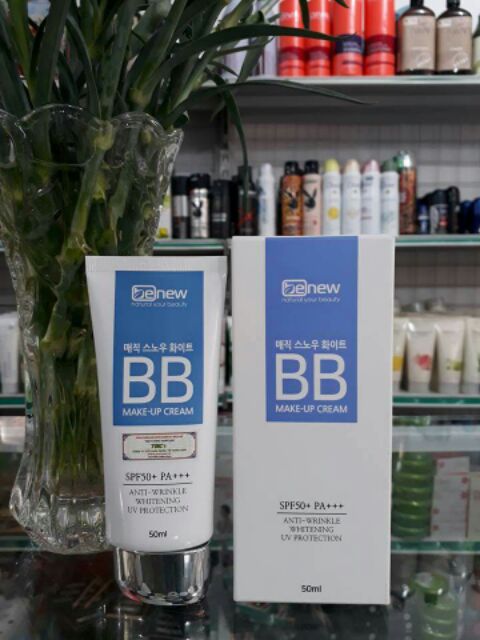 Benew
natural your beauty
매직 스노우 화이트
BB
MAKE-UP CREAM
SPF50+ PA+++
ANTI-WRINKLE
WHITENING
UV PROTECTION
50ml
Benew
natural your beauty
매직 스노우 화이트
BB
MAKE-UP CREAM
SPF50+ PA+++
ANTI-WRINKLE
WHITENING
UV PROTECTION
50ml